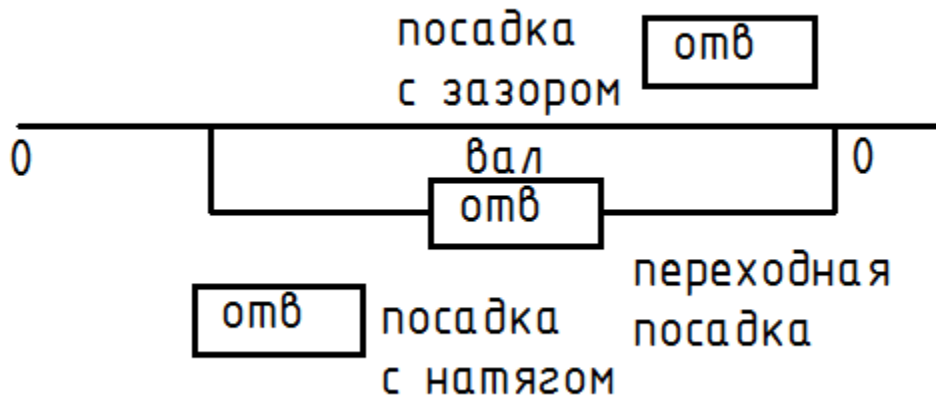 посадка
с зазором
отв
0
вал
0
отв
переходная
посадка
отв
посадка
с натягом